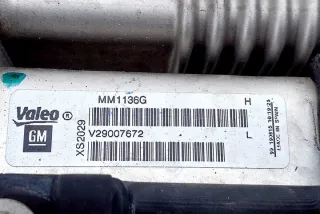 MM1136G
H
Valeo ®
GM
XS2029
V29007672
L